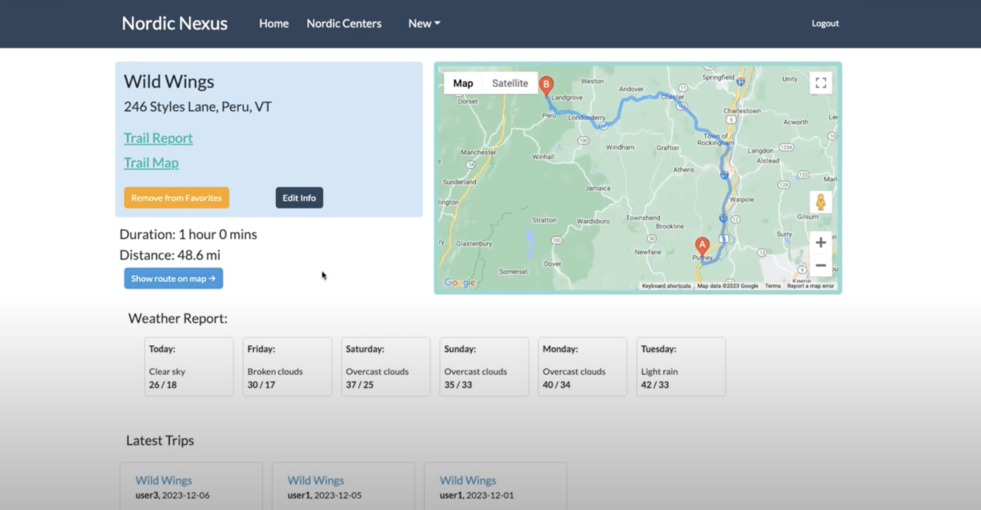 Nordic Nexus
Home
Nordic Centers
New
Logout
Wild Wings
246 Styles Lane, Peru, VT
Trail Report
Trail Map
Remove from Favorites
Edit Info
Duration: 1 hour 0 mins
Distance: 48.6 mi
Show route on map →
Map
Satellite
B
Weston
Springfield
Unity
Dorset
Landgrove
Andover
Chester
Charlestown
Peru
Londonderry
Acworth
Town of
Rockingham
Manchester
Winhall
Windham
Grafton
Langdon
Alstead
Athens
Sunderland
Jamaica
Walpole
Stratton
Wardsboro
Townshend
Brookline
Gilsum
Surry
Glastenbury
Newfane
A
Putney
Somerset
Dover
Google
Keyboard shortcuts
Map data ©2023 Google
Terms
Report a map error
Weather Report:
Today:
Clear sky
26 / 18
Friday:
Broken clouds
30 / 17
Saturday:
Overcast clouds
37 / 25
Sunday:
Overcast clouds
35 / 33
Monday:
Overcast clouds
40 / 34
Tuesday:
Light rain
42 / 33
Latest Trips
Wild Wings
user3, 2023-12-06
Wild Wings
user1, 2023-12-05
Wild Wings
user1, 2023-12-01